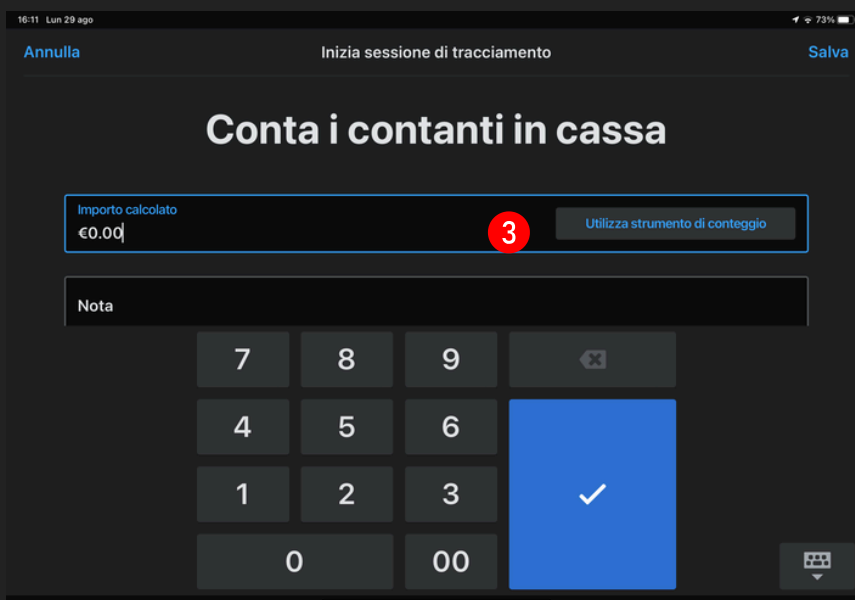 16:11 Lun 29 ago 73%
Annulla Inizia sessione di tracciamento Salva
Conta i contanti in cassa
Importo calcolato
€0.00 3 Utilizza strumento di conteggio
Nota
7 8 9
4 5 6
1 2 3
0 00